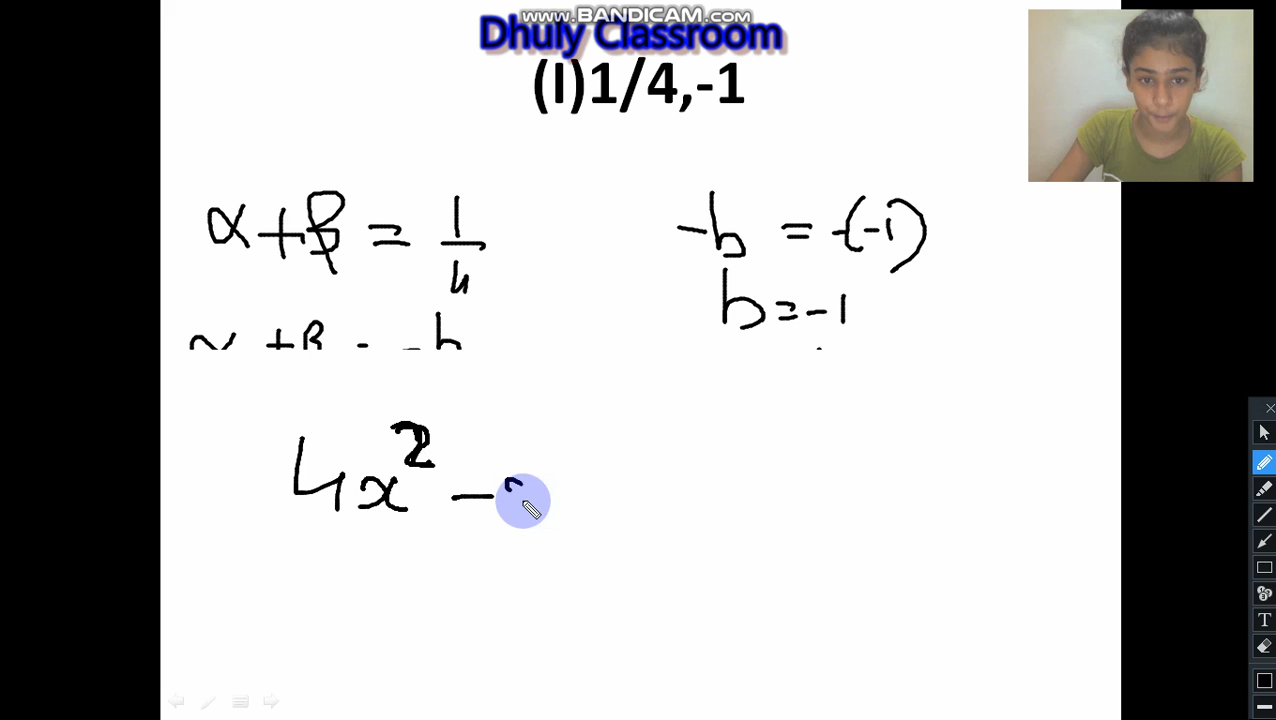 www.BANDICAM.com
Dhuly Classroom
(I)1/4,-1
α+β = 1/4
-b = -(-1)
b = -1
α+β = -b
4x² -
T